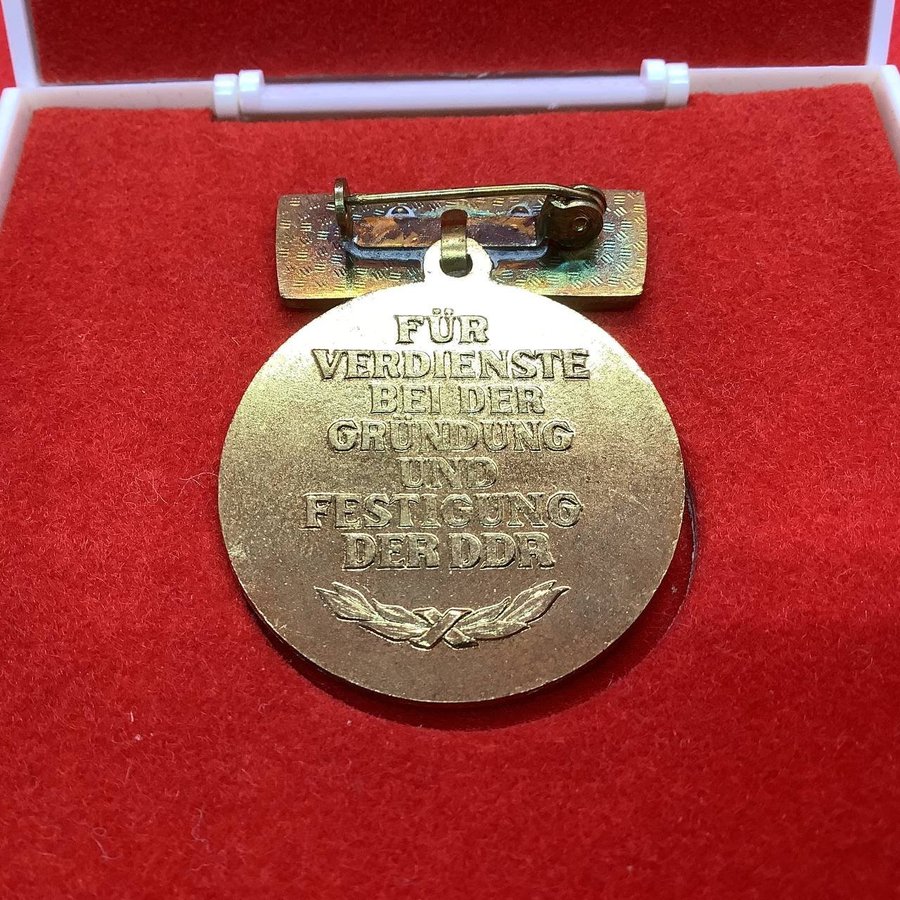 FÜR
VERDIENSTE
BEI DER
GRÜNDUNG
UND
FESTIGUNG
DER DDR